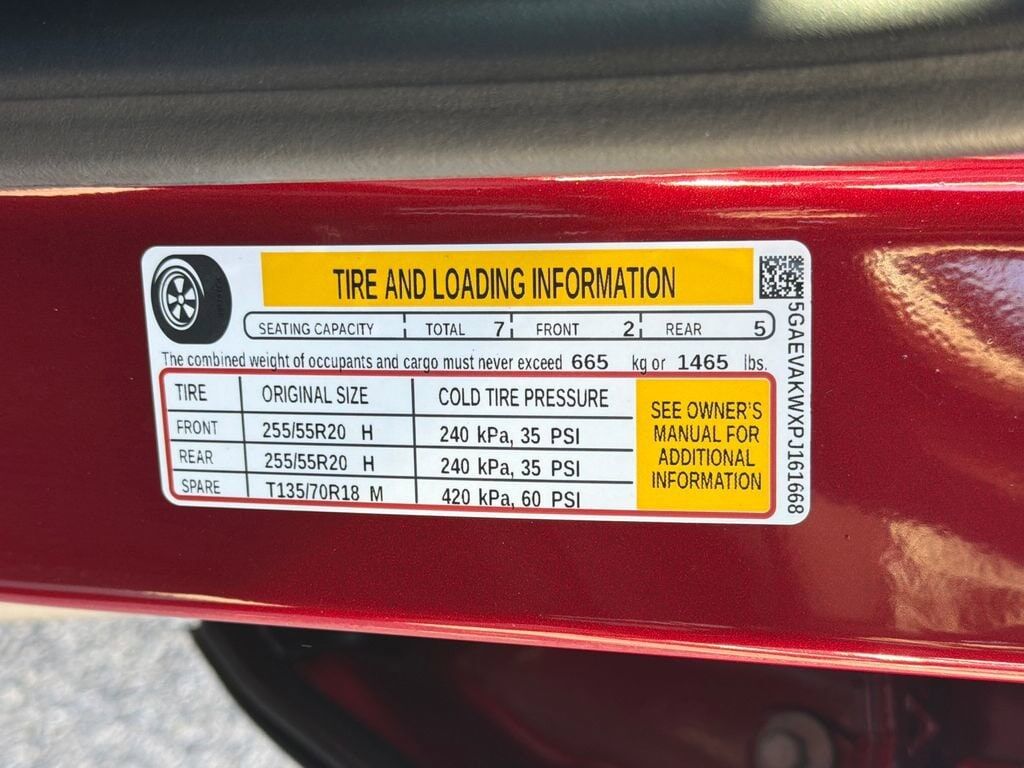 TIRE AND LOADING INFORMATION
SEATING CAPACITY TOTAL 7 FRONT 2 REAR 5
The combined weight of occupants and cargo must never exceed 665 kg or 1465 lbs.
TIRE ORIGINAL SIZE COLD TIRE PRESSURE
FRONT 255/55R20 H 240 kPa, 35 PSI
REAR 255/55R20 H 240 kPa, 35 PSI
SPARE T135/70R18 M 420 kPa, 60 PSI
SEE OWNER'S
MANUAL FOR
ADDITIONAL
INFORMATION
5GAEVAKWXPJ161668